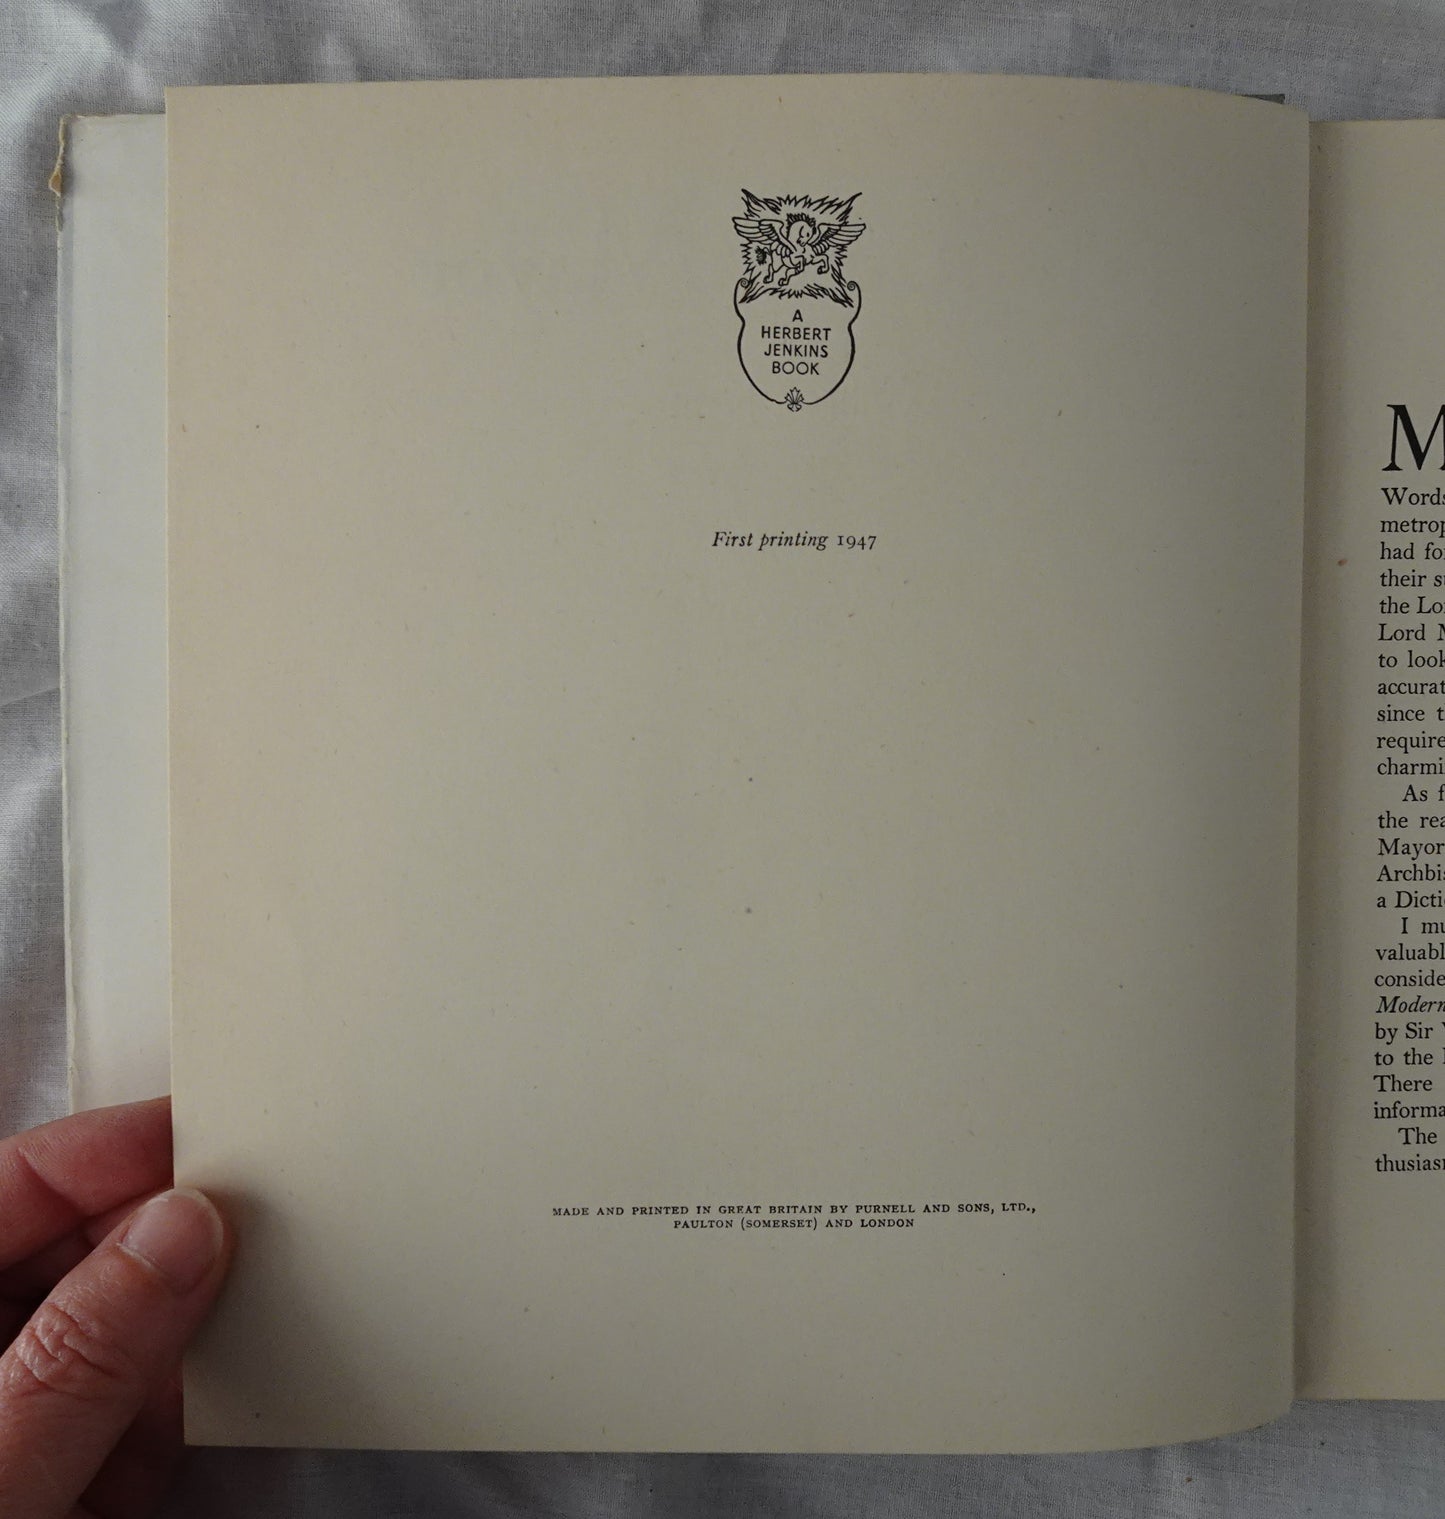 A
HERBERT
JENKINS
BOOK
First printing 1947
MADE AND PRINTED IN GREAT BRITAIN BY PURNELL AND SONS, LTD.,
PAULTON (SOMERSET) AND LONDON
M
Words
metrop
had fo
their s
the Lo
Lord
to look
accurat
since t
require
charmi
As f
the rea
Mayor
Archbis
a Dicti
I mu
valuabl
conside
Modern
by Sir
to the
There
informa
The
thusias